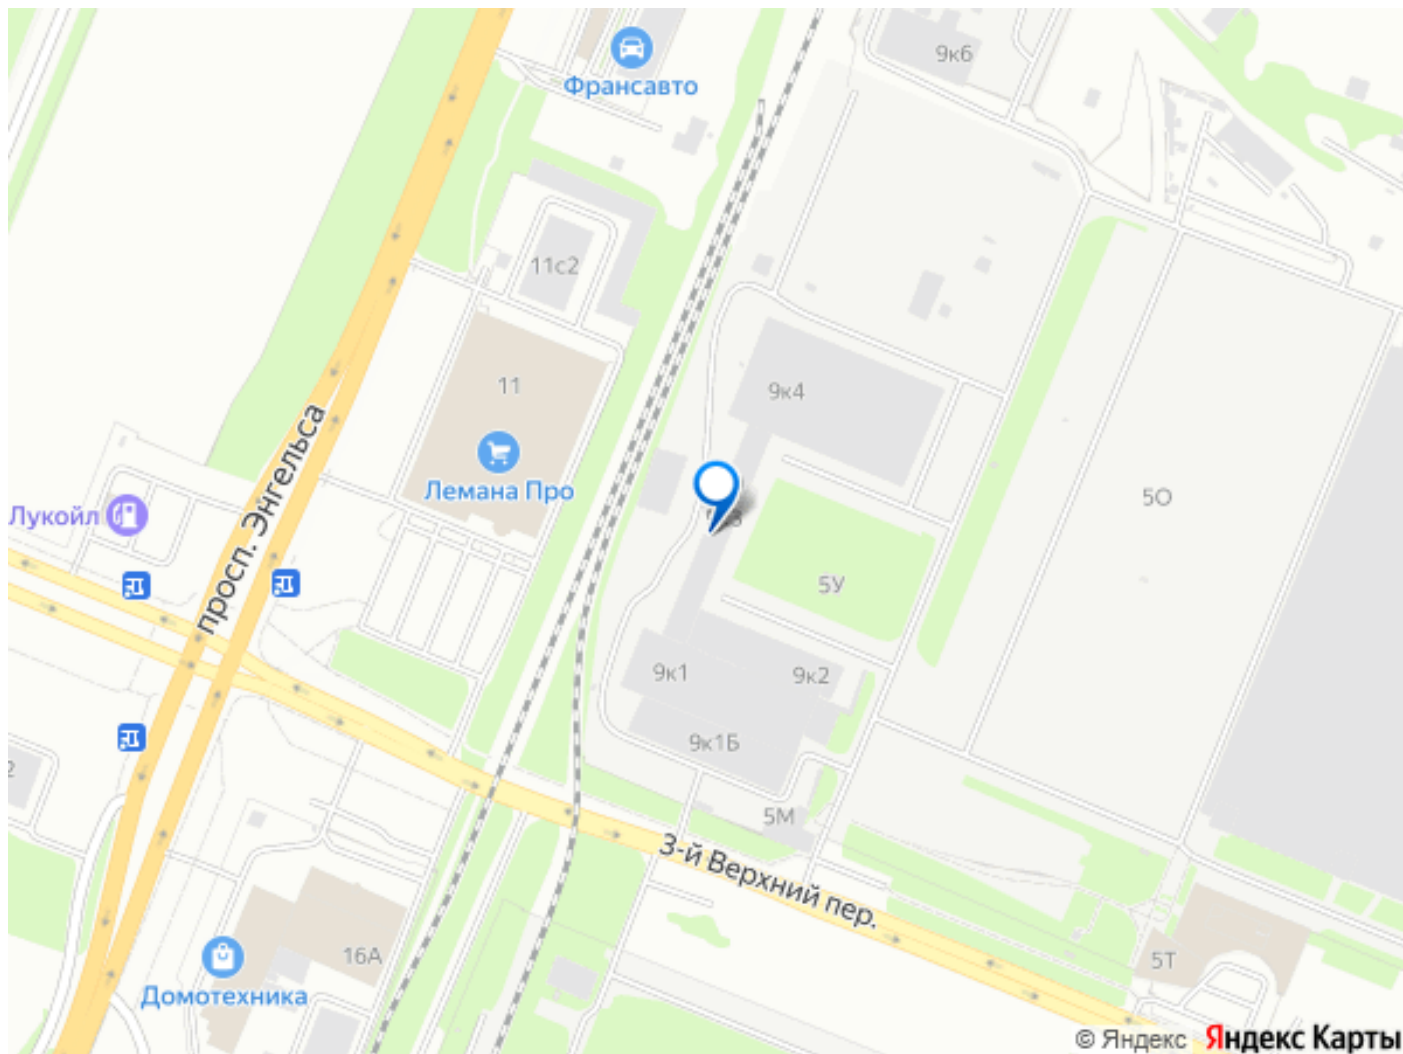 9к6
Франсавто
11с2
11
9к4
Лемана Про
5О
Лукойл
просп. Энгельса
5У
9к1
9к2
9к1Б
5М
3-й Верхний пер.
16А
5Т
Домотехника
© Яндекс Яндекс Карты